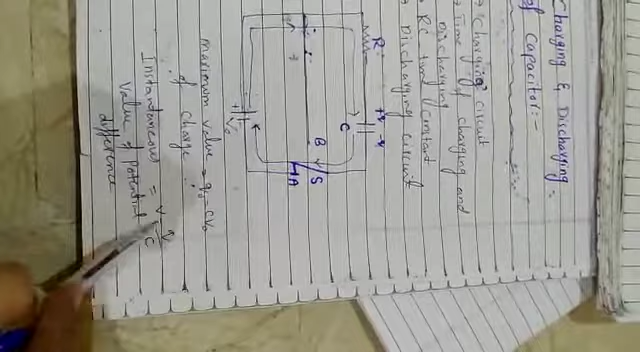 Charging & Discharging
of Capacitor:-
→ Charging circuit
→ Time of charging and
Discharging
→ RC time constant
→ Discharging circuit
R
C
B
S
A
V₀
maximum value = q₀ = CV₀
of charge
Instantaneous = V = q/C
value of potential
difference